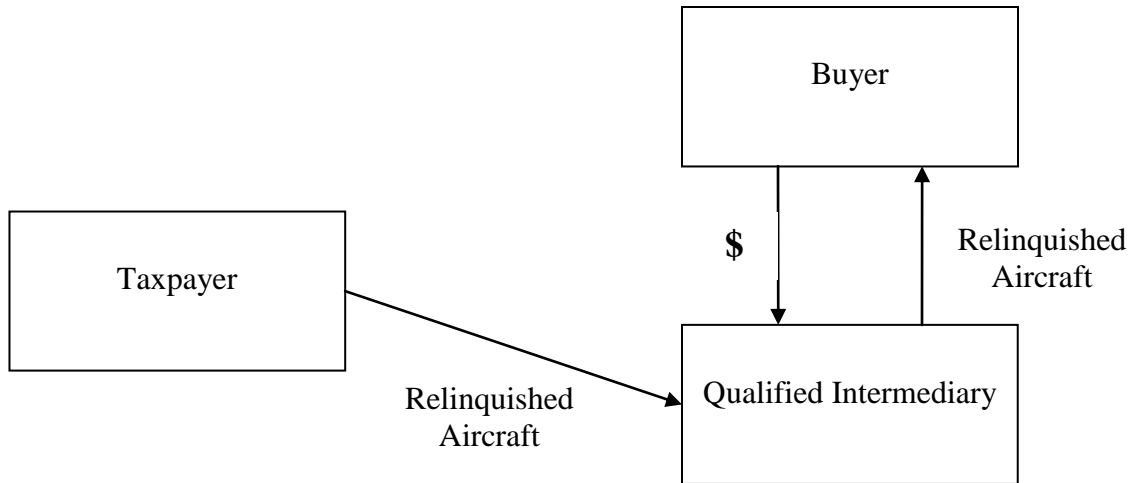 Buyer
Taxpayer
$
Relinquished
Aircraft
Relinquished
Aircraft
Qualified Intermediary